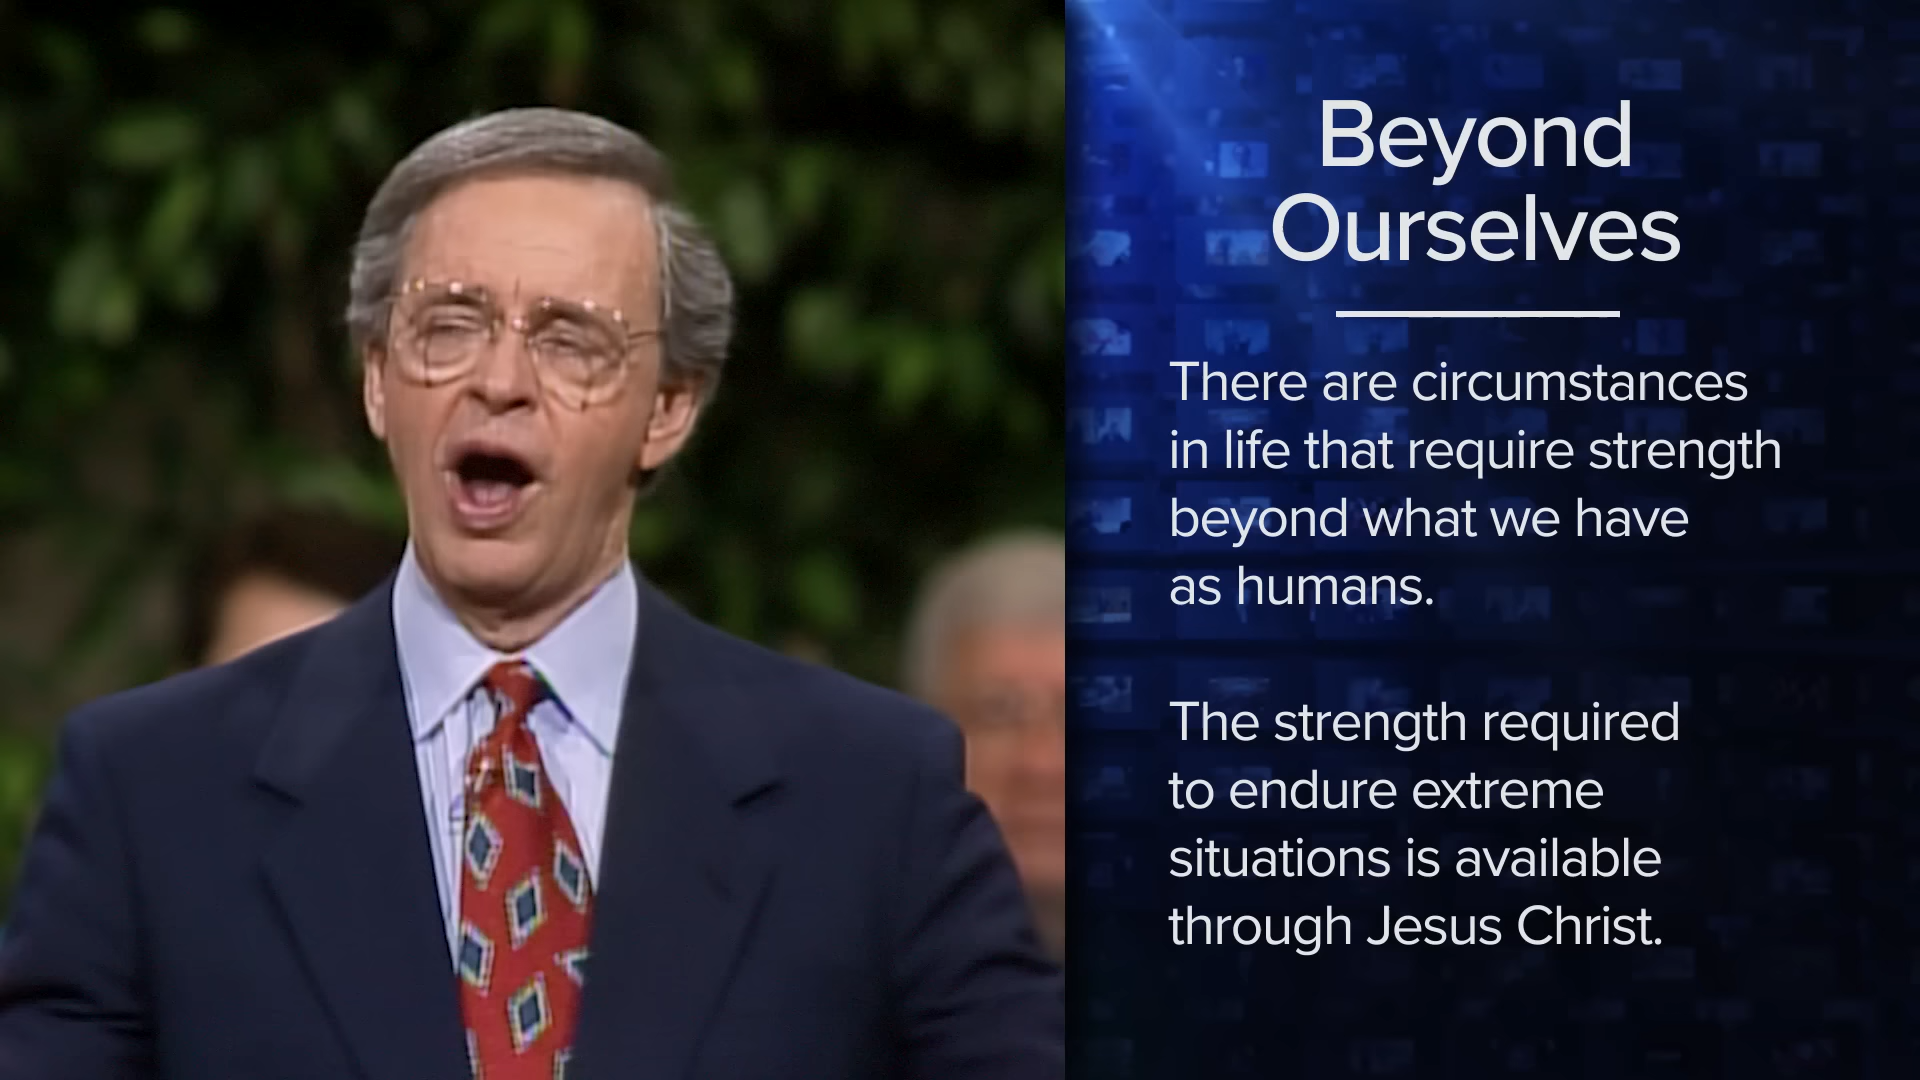 Beyond
Ourselves
There are circumstances
in life that require strength
beyond what we have
as humans.
The strength required
to endure extreme
situations is available
through Jesus Christ.